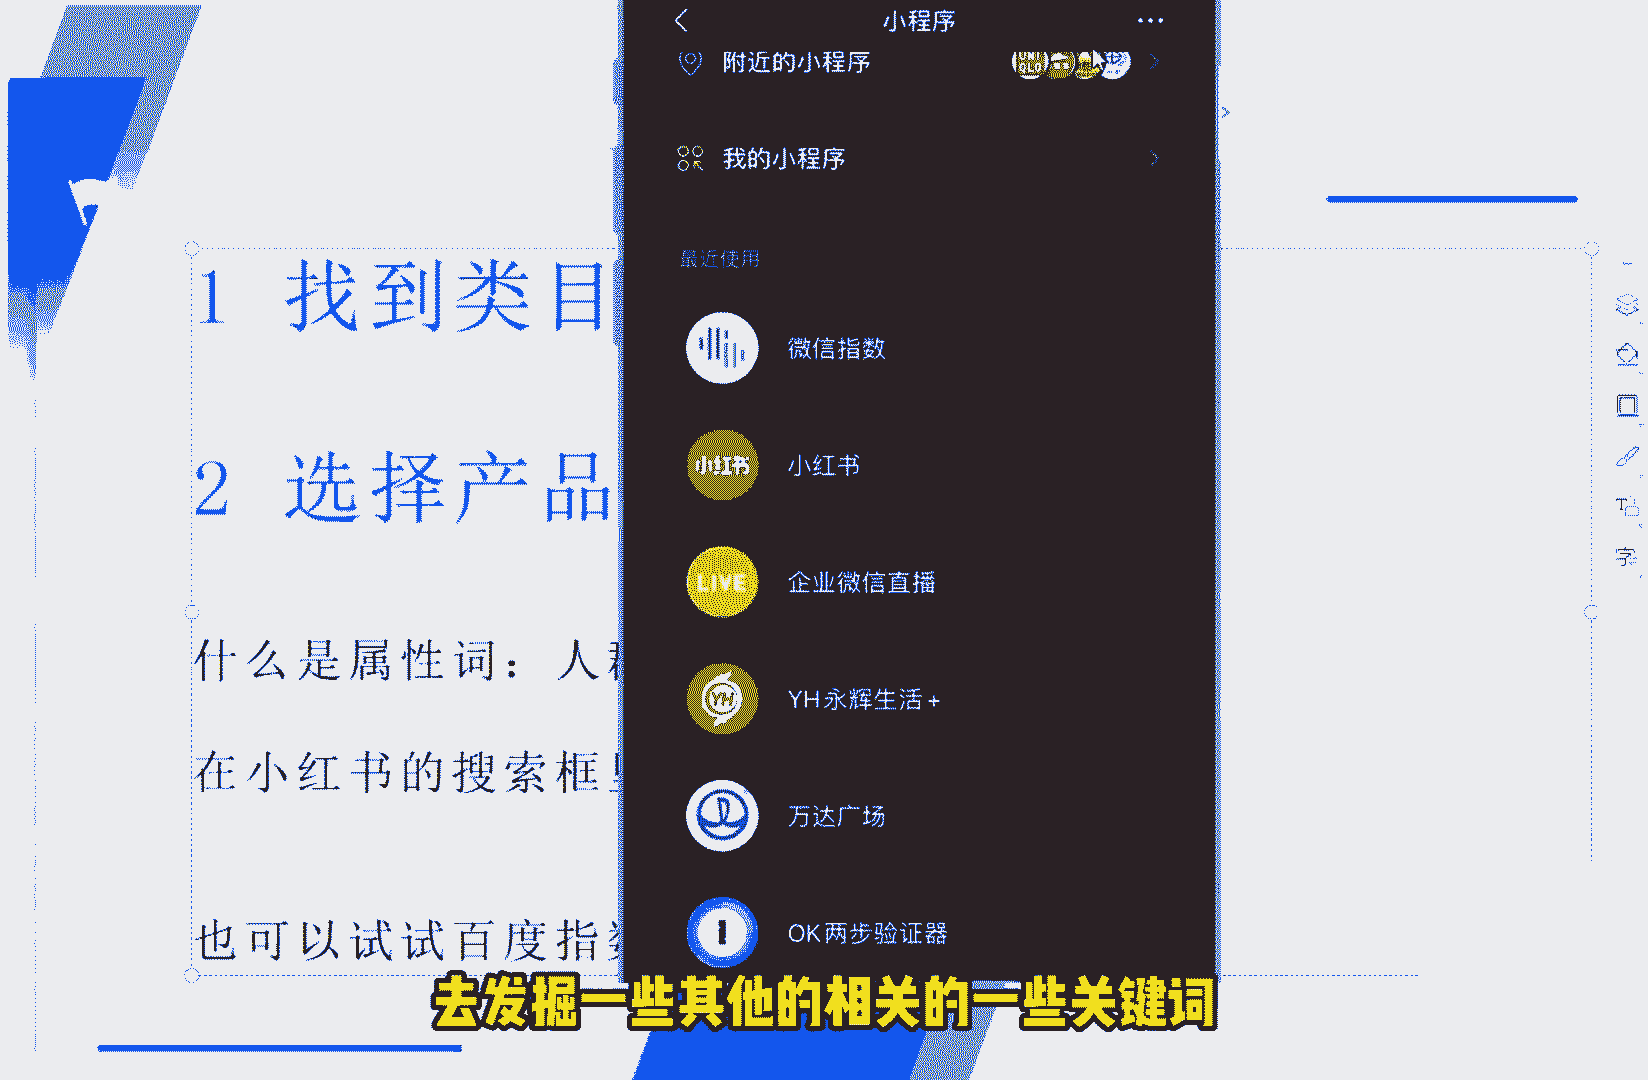 小程序
附近的小程序
我的小程序
最近使用
微信指数
小红书
小红书
LIVE
企业微信直播
YH
YH永辉生活+
万达广场
OK两步验证器
1 找到类目
2 选择产品
什么是属性词：人
在小红书的搜索框
也可以试试百度指
去发掘一些其他的相关的一些关键词